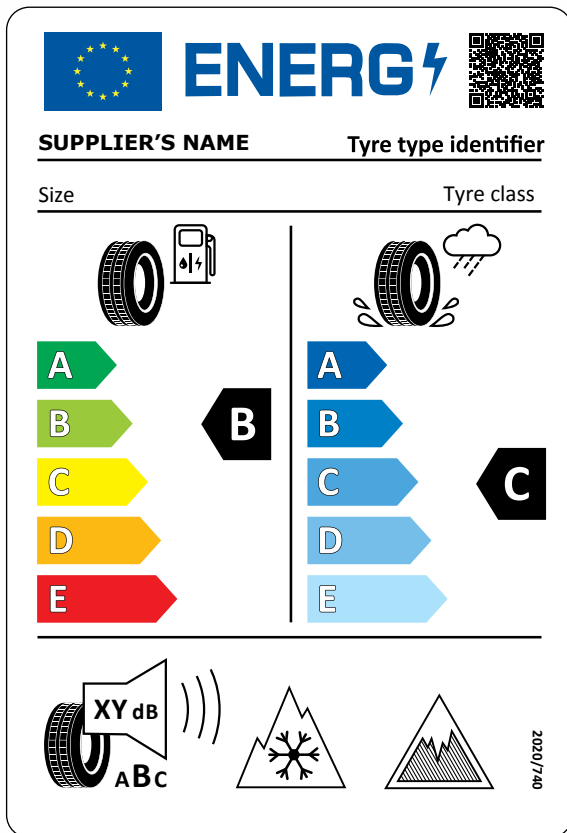 ENERG
SUPPLIER'S NAME Tyre type identifier
Size Tyre class
A A
B B B
C C C
D D
E E
XY dB
ABC
2020/740